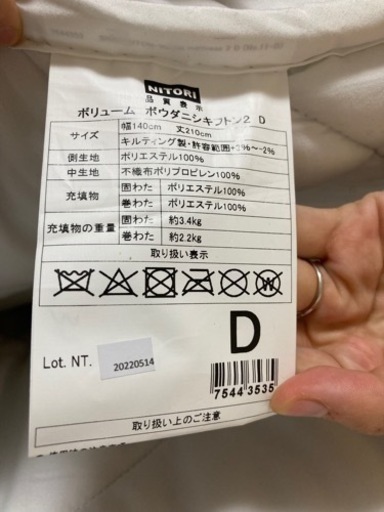 NITORI
品質表示
ボリューム ボウダニシキフトン2 D
サイズ 幅140cm 丈210cm
キルティング製・許容範囲+3%~-2%
側生地 ポリエステル100%
中生地 不織布ポリプロピレン100%
充填物 固わた ポリエステル100%
巻わた ポリエステル100%
充填物の重量 固わた 約3.4kg
巻わた 約2.2kg
取り扱い表示
D
Lot. NT. 20220514
7544 3535
取り扱い上のご注意